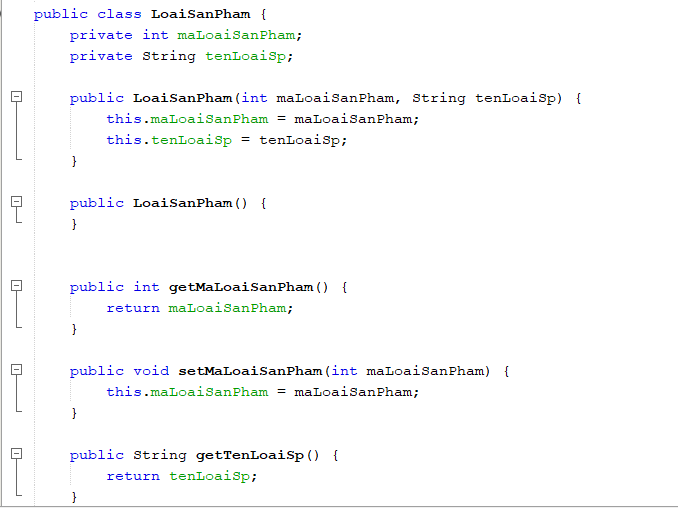 public class LoaiSanPham {
    private int maLoaiSanPham;
    private String tenLoaiSp;
    public LoaiSanPham(int maLoaiSanPham, String tenLoaiSp) {
        this.maLoaiSanPham = maLoaiSanPham;
        this.tenLoaiSp = tenLoaiSp;
    }
    public LoaiSanPham() {
    }
    public int getMaLoaiSanPham() {
        return maLoaiSanPham;
    }
    public void setMaLoaiSanPham(int maLoaiSanPham) {
        this.maLoaiSanPham = maLoaiSanPham;
    }
    public String getTenLoaiSp() {
        return tenLoaiSp;
    }